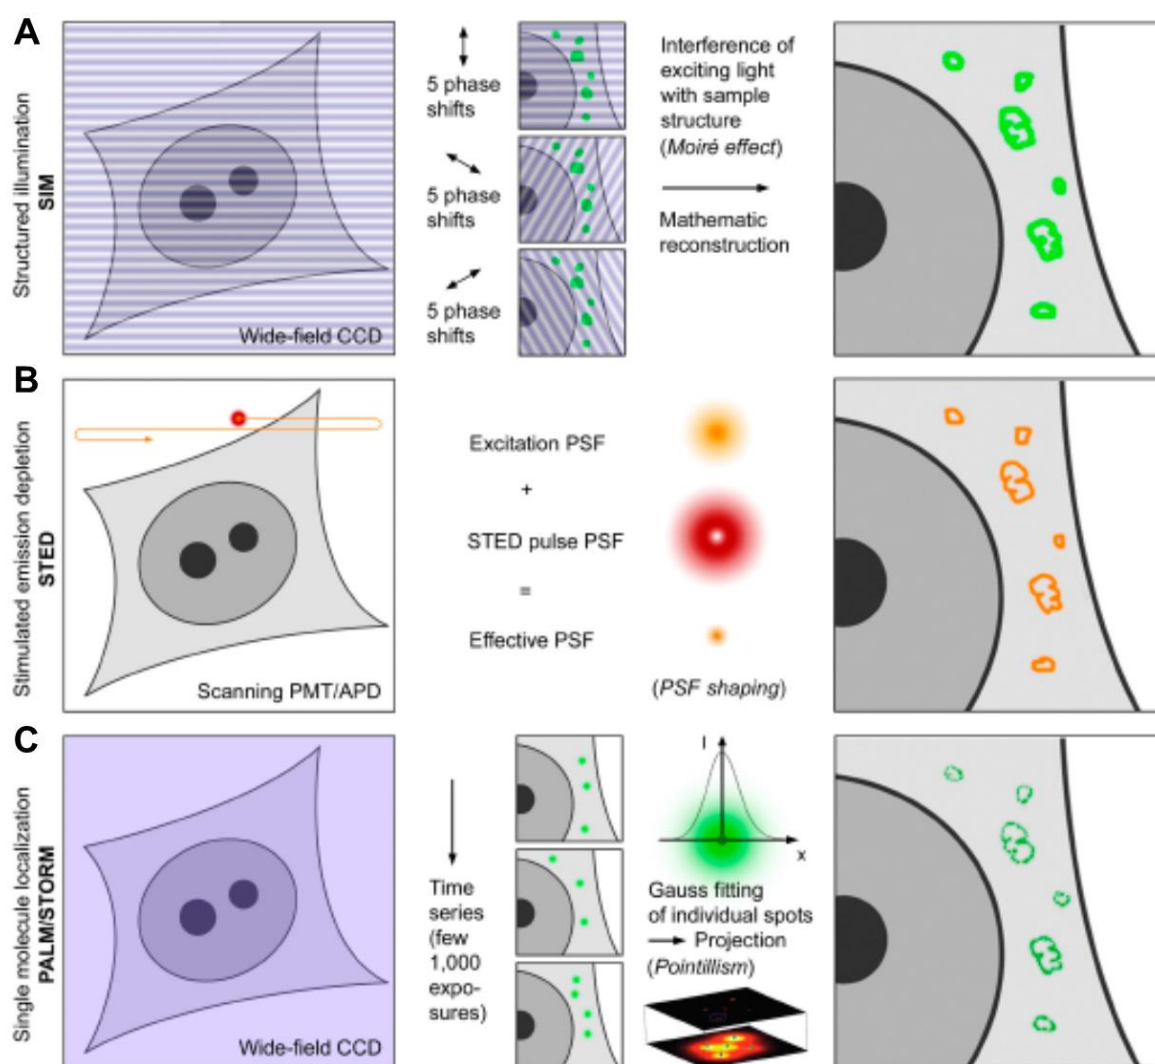 A
Structured illumination
SIM
Wide-field CCD
5 phase
shifts
5 phase
shifts
5 phase
shifts
Interference of
exciting light
with sample
structure
(Moiré effect)
Mathematic
reconstruction
B
Stimulated emission depletion
STED
Scanning PMT/APD
Excitation PSF
+
STED pulse PSF
=
Effective PSF
(PSF shaping)
C
Single molecule localization
PALM/STORM
Wide-field CCD
Time
series
(few
1,000
expo-
sures)
I
x
Gauss fitting
of individual spots
Projection
(Pointillism)